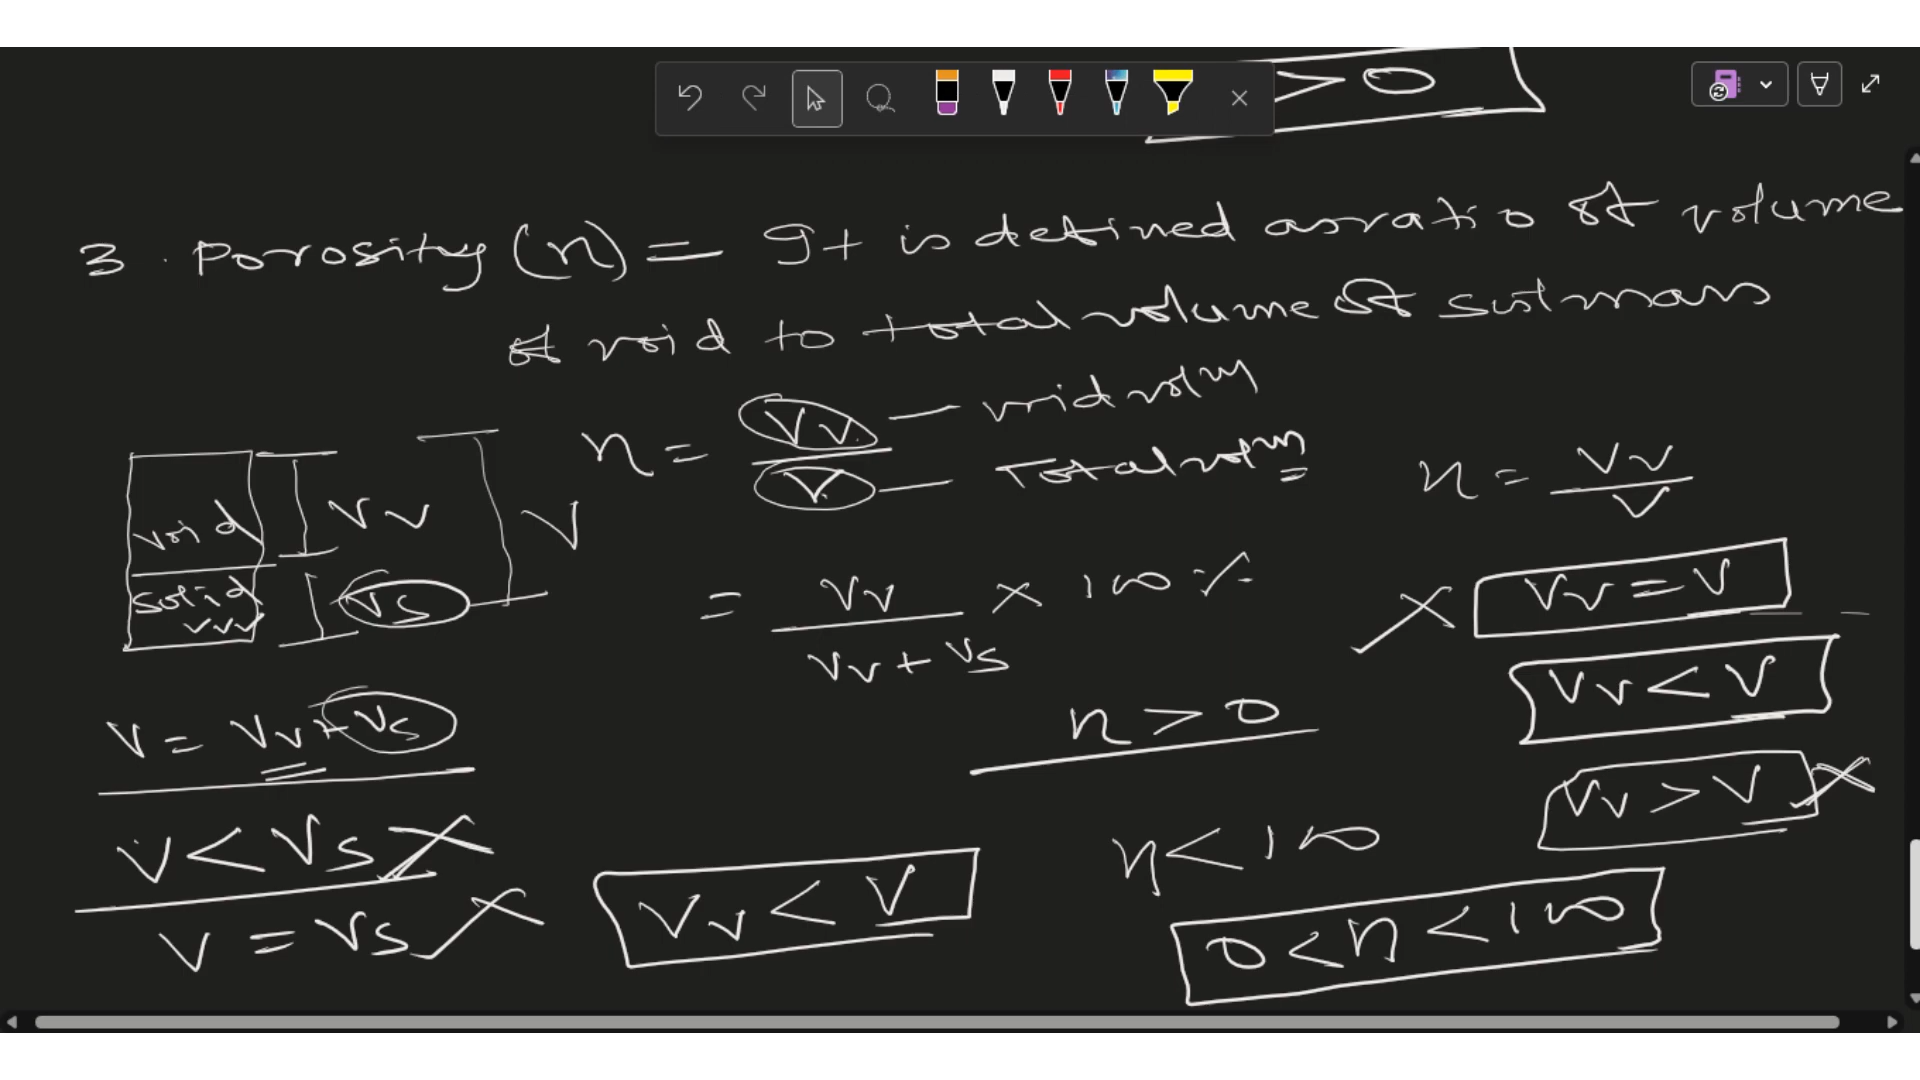 > 0
3. Porosity (n) = It is defined as ratio of volume
of void to total volume of soil mass
n = Vv / V
void volm
Total volm
void
solid
Vv
Vs
V
= Vv / Vv + Vs × 100 %
n = Vv / V
Vv = V
Vv < V
Vv > V
V = Vv + Vs
n > 0
V < Vs
V = Vs
Vv < V
n < 100
0 < n < 100